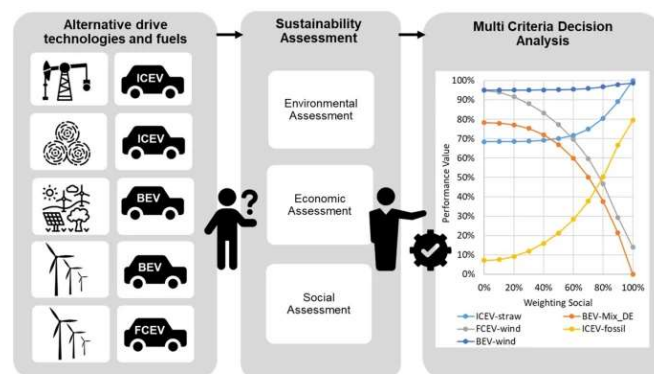 Alternative drive
technologies and fuels
ICEV
ICEV
BEV
BEV
FCEV
?
Sustainability
Assessment
Environmental
Assessment
Economic
Assessment
Social
Assessment
Multi Criteria Decision
Analysis
Performance Value
100%
90%
80%
70%
60%
50%
40%
30%
20%
10%
0%
0% 20% 40% 60% 80% 100%
Weighting Social
ICEV-straw BEV-Mix_DE
FCEV-wind ICEV-fossil
BEV-wind